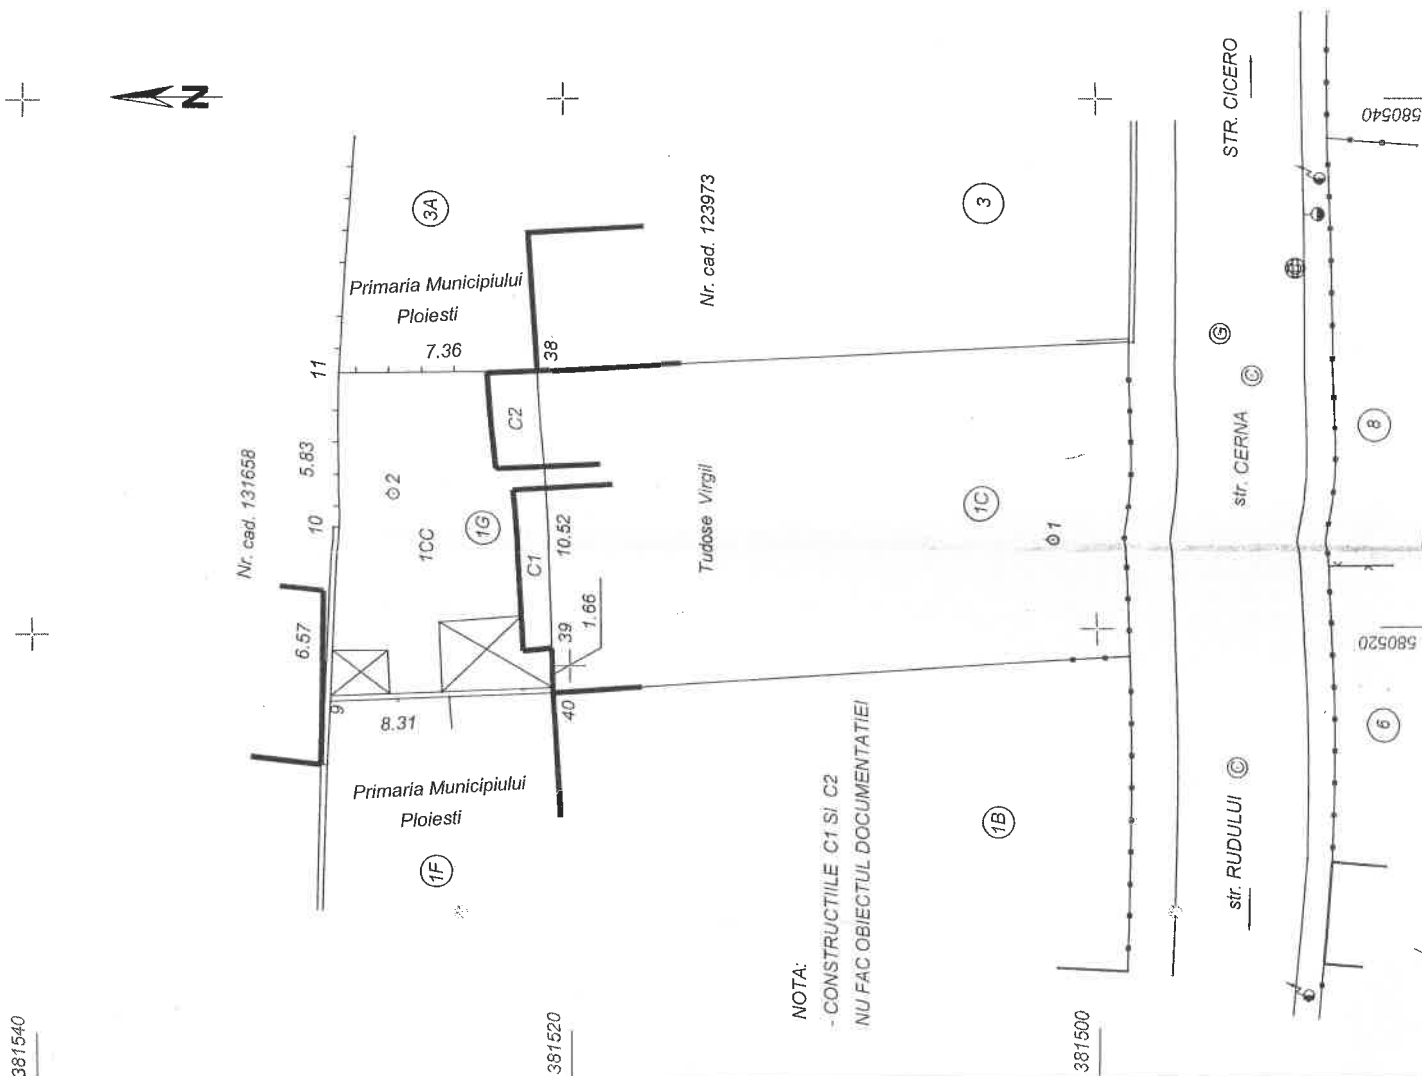 N
STR. CICERO
580540
3A
3
Nr. cad. 123973
Primaria Municipiului
Ploiesti
7.36
38
11
G
C2
C
5.83
8
Nr. cad. 131658
2
Tudose Virgil
str. CERNA
10
1G
1C
1CC
10.52
1
C1
6.57
1.66
39
580520
9
8.31
40
6
Primaria Municipiului
Ploiesti
C
1F
1B
str. RUDULUI
NOTA:
- CONSTRUCTIILE C1 SI C2
NU FAC OBIECTUL DOCUMENTATIEI
381540
381520
381500